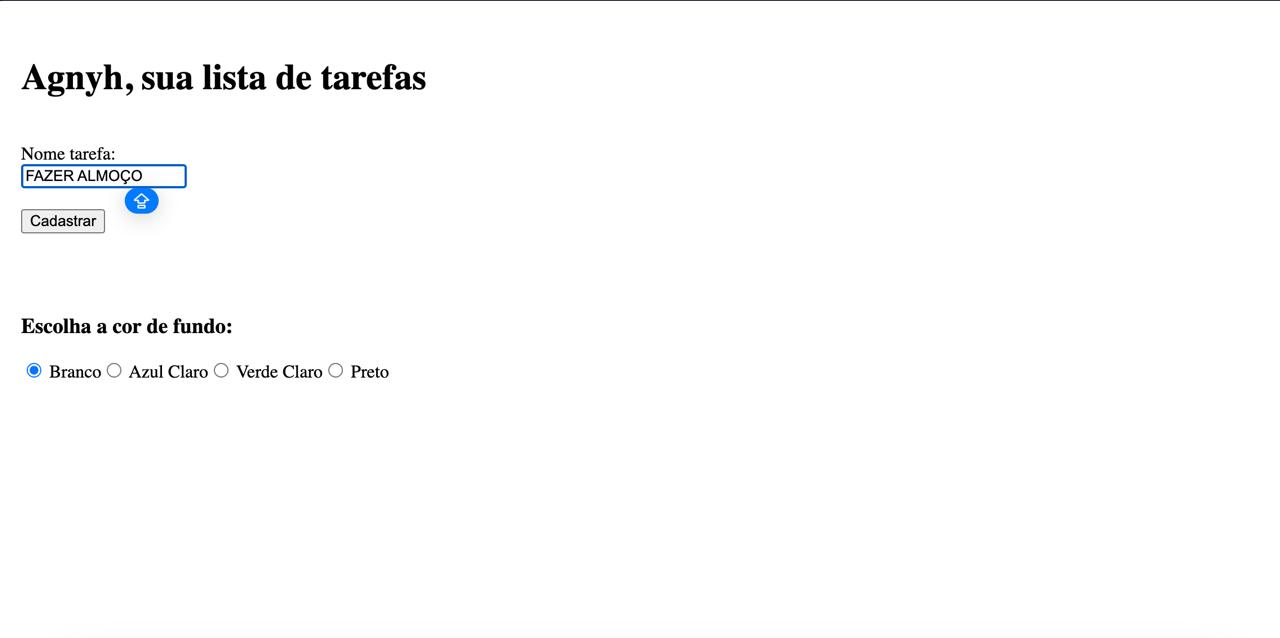 Agnyh, sua lista de tarefas
Nome tarefa:
FAZER ALMOÇO
Cadastrar
Escolha a cor de fundo:
Branco Azul Claro Verde Claro Preto